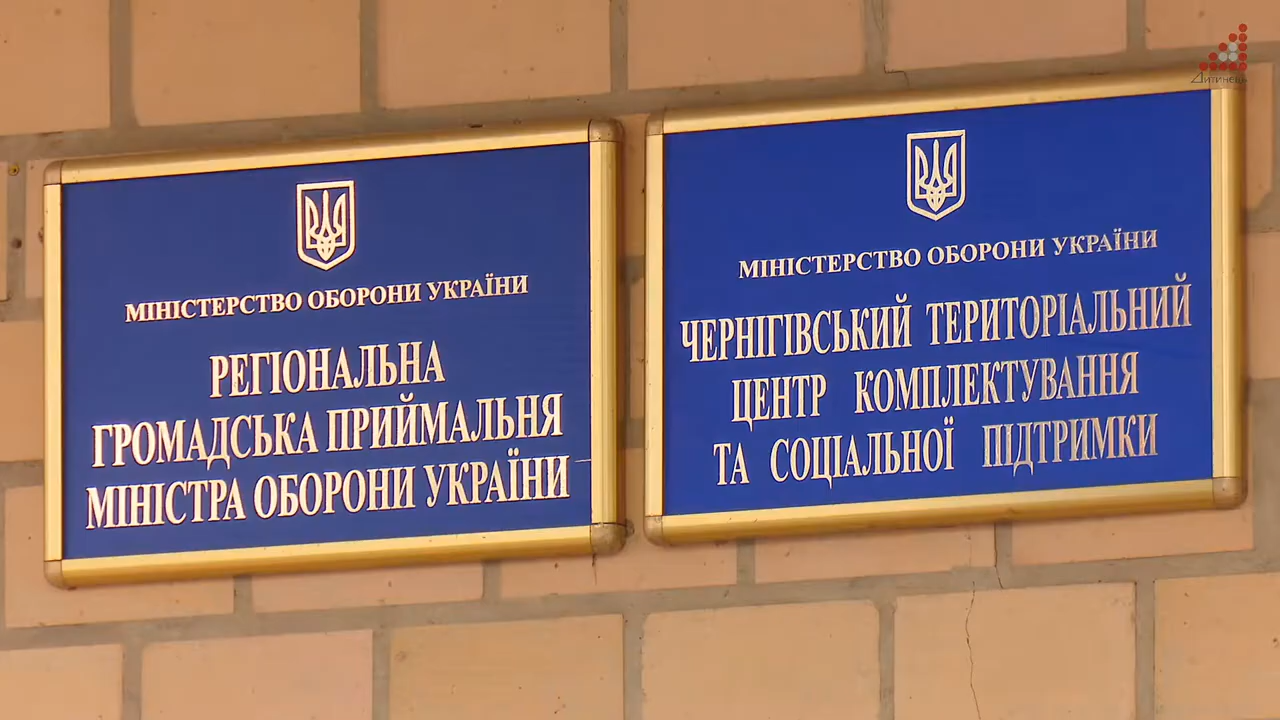 МІНІСТЕРСТВО ОБОРОНИ УКРАЇНИ
РЕГІОНАЛЬНА
ГРОМАДСЬКА ПРИЙМАЛЬНЯ
МІНІСТРА ОБОРОНИ УКРАЇНИ
МІНІСТЕРСТВО ОБОРОНИ УКРАЇНИ
ЧЕРНІГІВСЬКИЙ ТЕРИТОРІАЛЬНИЙ
ЦЕНТР КОМПЛЕКТУВАННЯ
ТА СОЦІАЛЬНОЇ ПІДТРИМКИ
Дитинець